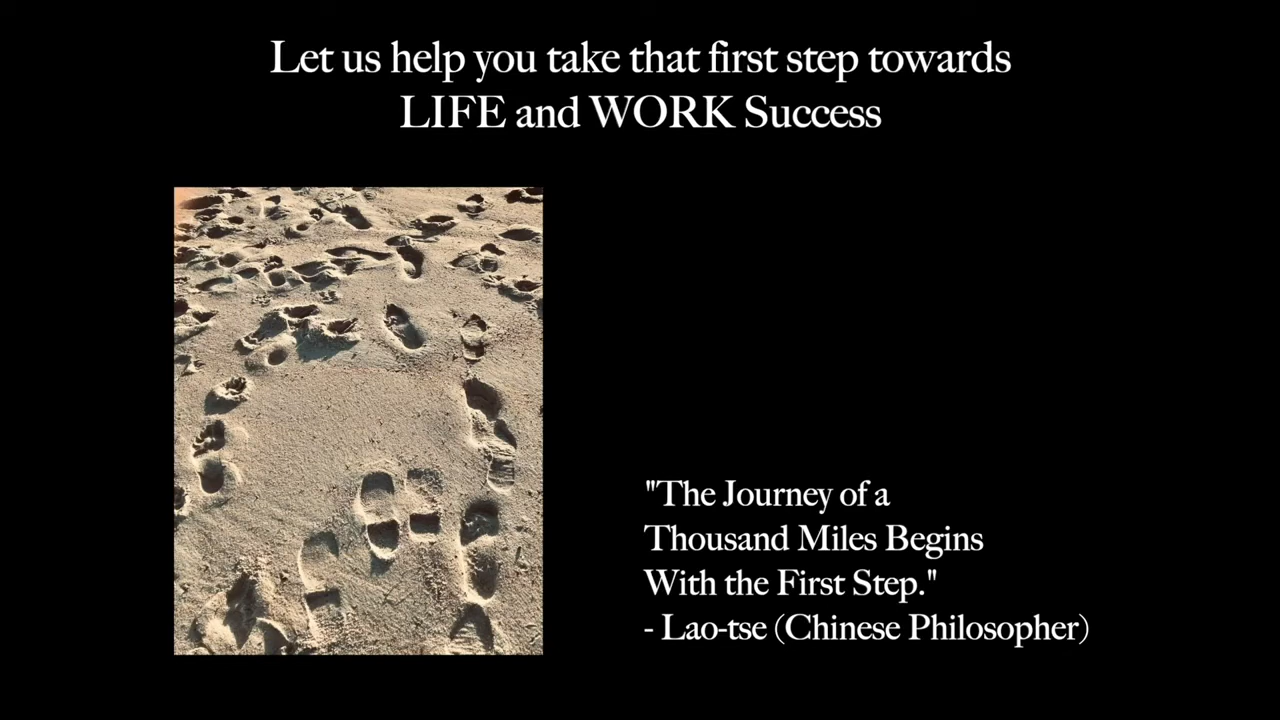 Let us help you take that first step towards
LIFE and WORK Success
"The Journey of a
Thousand Miles Begins
With the First Step."
- Lao-tse (Chinese Philosopher)